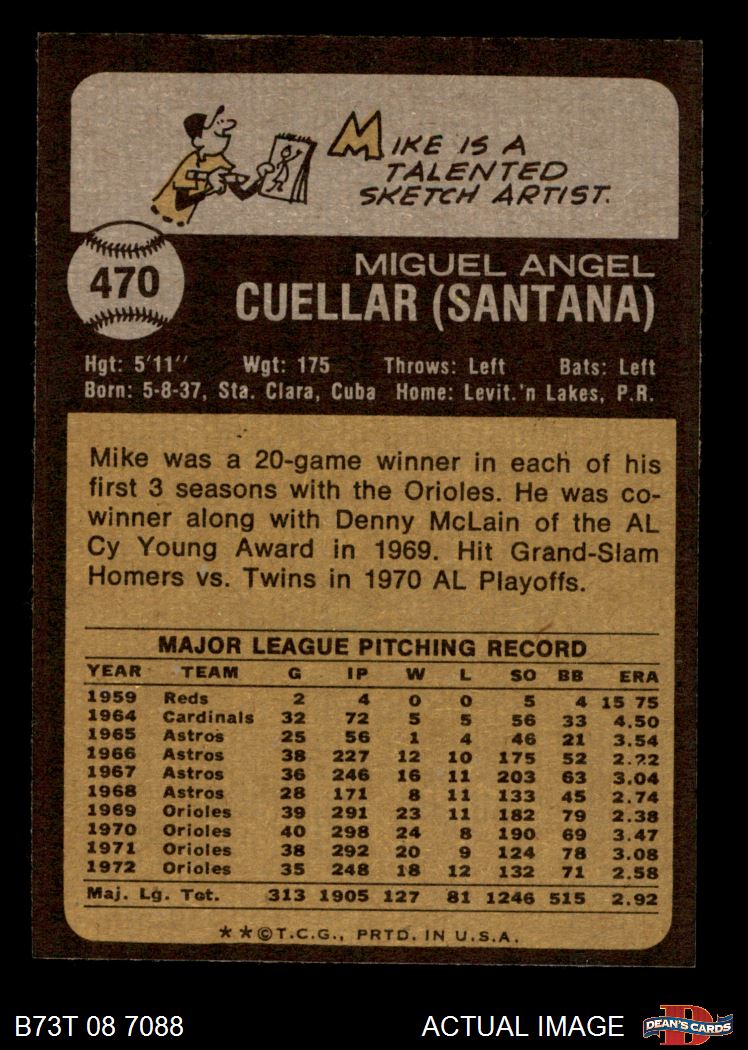 MIKE IS A
TALENTED
SKETCH ARTIST.
470
MIGUEL ANGEL
CUELLAR (SANTANA)
Hgt: 5'11" Wgt: 175 Throws: Left Bats: Left
Born: 5-8-37, Sta. Clara, Cuba Home: Levit.'n Lakes, P.R.
Mike was a 20-game winner in each of his
first 3 seasons with the Orioles. He was co-
winner along with Denny McLain of the AL
Cy Young Award in 1969. Hit Grand-Slam
Homers vs. Twins in 1970 AL Playoffs.
MAJOR LEAGUE PITCHING RECORD
YEAR TEAM G IP W L SO BB ERA
1959 Reds 2 4 0 0 5 4 15 75
1964 Cardinals 32 72 5 5 56 33 4.50
1965 Astros 25 56 1 4 46 21 3.54
1966 Astros 38 227 12 10 175 52 2.22
1967 Astros 36 246 16 11 203 63 3.04
1968 Astros 28 171 8 11 133 45 2.74
1969 Orioles 39 291 23 11 182 79 2.38
1970 Orioles 40 298 24 8 190 69 3.47
1971 Orioles 38 292 20 9 124 78 3.08
1972 Orioles 35 248 18 12 132 71 2.58
Maj. Lg. Tot. 313 1905 127 81 1246 515 2.92
**©T.C.G., PRTD. IN U.S.A.
B73T 08 7088 ACTUAL IMAGE D DEAN'S CARDS